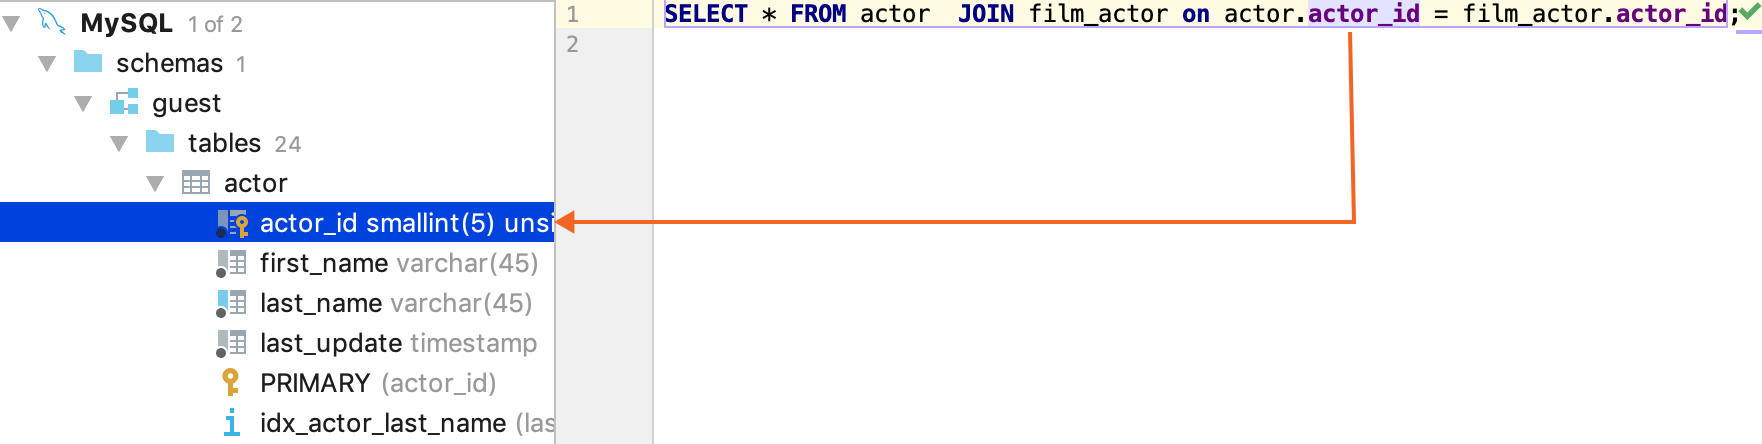 MySQL 1 of 2
schemas 1
guest
tables 24
actor
actor_id smallint(5) unsi
first_name varchar(45)
last_name varchar(45)
last_update timestamp
PRIMARY (actor_id)
idx_actor_last_name (las
1 SELECT * FROM actor  JOIN film_actor on actor.actor_id = film_actor.actor_id;
2